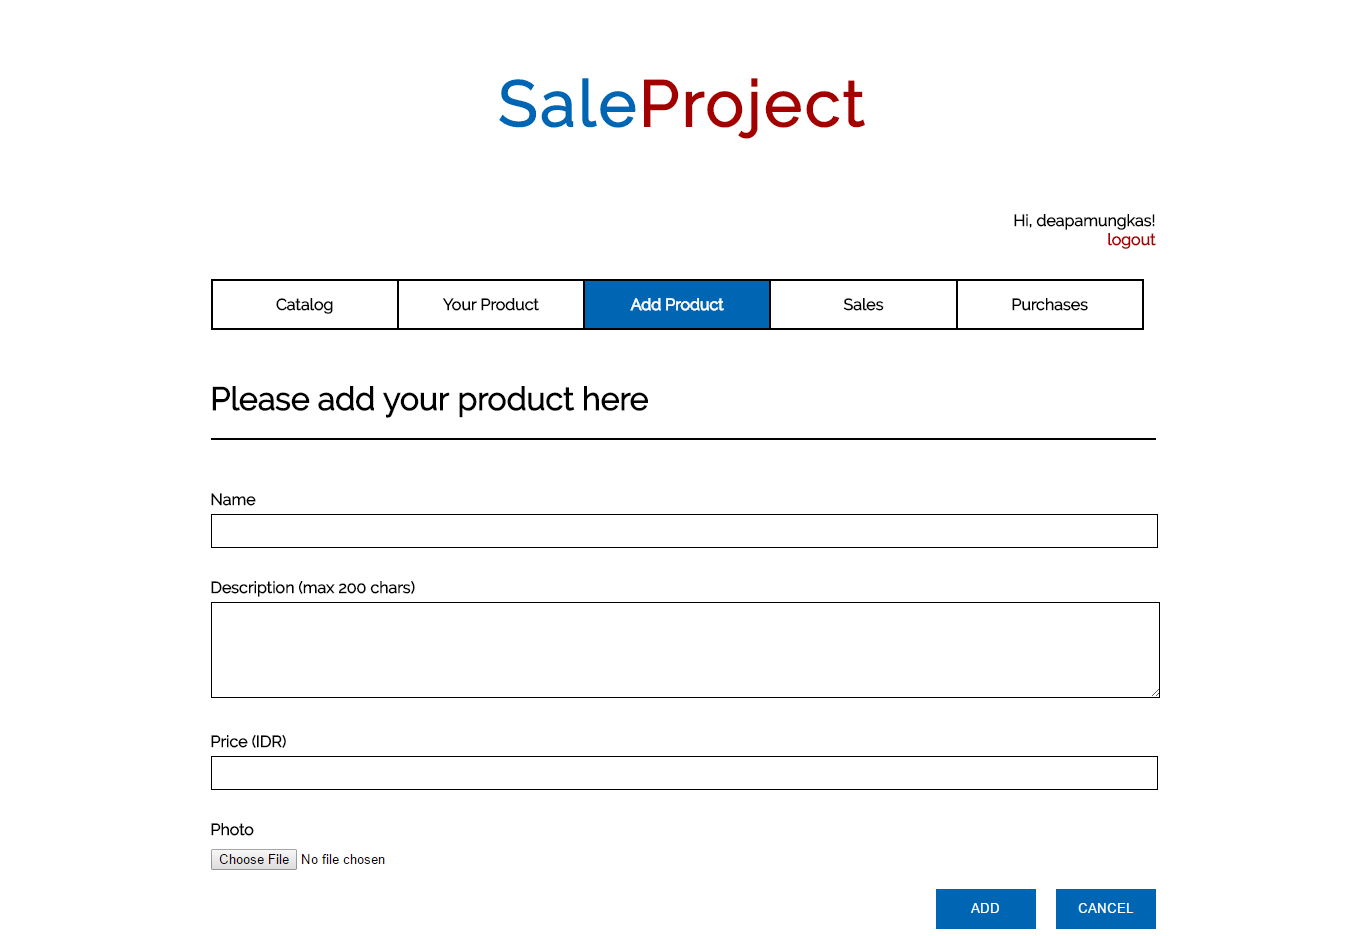 SaleProject
Hi, deapamungkas!
logout
Catalog Your Product Add Product Sales Purchases
Please add your product here
Name
Description (max 200 chars)
Price (IDR)
Photo
Choose File No file chosen
ADD CANCEL